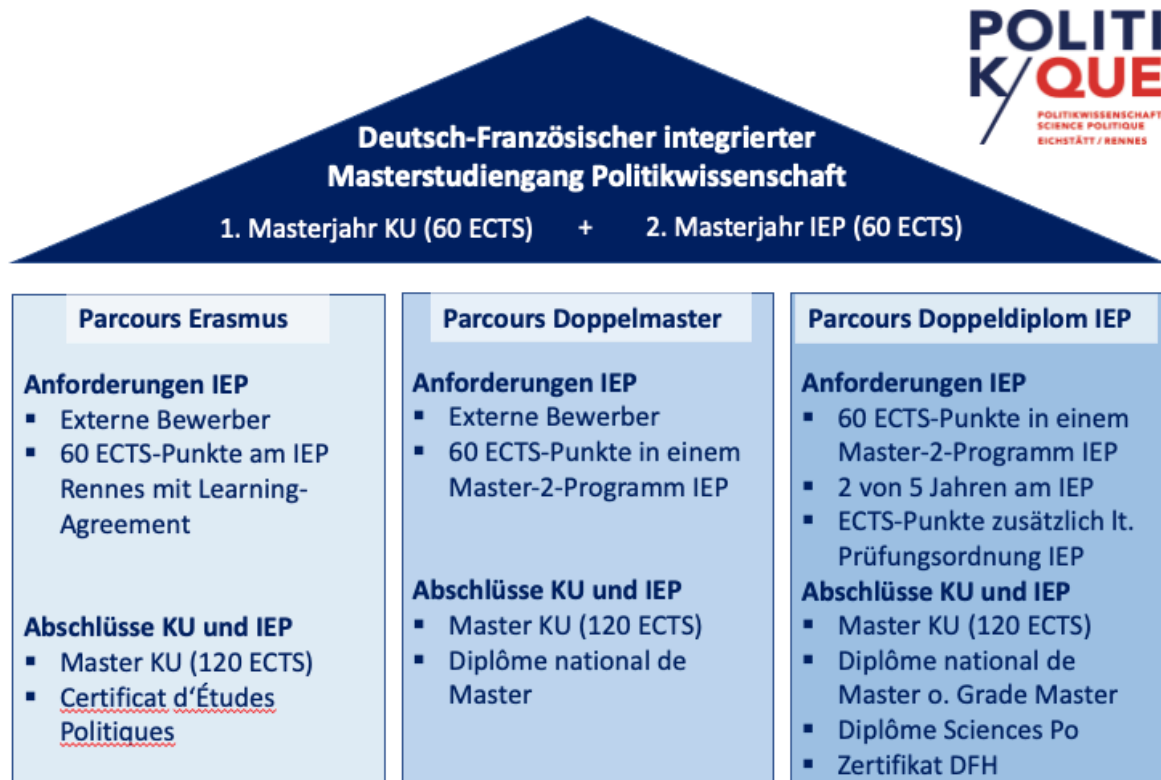 POLITI
K/QUE
POLITIKWISSENSCHAFT
SCIENCE POLITIQUE
EICHSTÄTT / RENNES
Deutsch-Französischer integrierter
Masterstudiengang Politikwissenschaft
1. Masterjahr KU (60 ECTS) + 2. Masterjahr IEP (60 ECTS)
Parcours Erasmus
Anforderungen IEP
▪ Externe Bewerber
▪ 60 ECTS-Punkte am IEP
Rennes mit Learning-
Agreement
Abschlüsse KU und IEP
▪ Master KU (120 ECTS)
▪ Certificat d‘Études
Politiques
Parcours Doppelmaster
Anforderungen IEP
▪ Externe Bewerber
▪ 60 ECTS-Punkte in einem
Master-2-Programm IEP
Abschlüsse KU und IEP
▪ Master KU (120 ECTS)
▪ Diplôme national de
Master
Parcours Doppeldiplom IEP
Anforderungen IEP
▪ 60 ECTS-Punkte in einem
Master-2-Programm IEP
▪ 2 von 5 Jahren am IEP
▪ ECTS-Punkte zusätzlich lt.
Prüfungsordnung IEP
Abschlüsse KU und IEP
▪ Master KU (120 ECTS)
▪ Diplôme national de
Master o. Grade Master
▪ Diplôme Sciences Po
▪ Zertifikat DFH